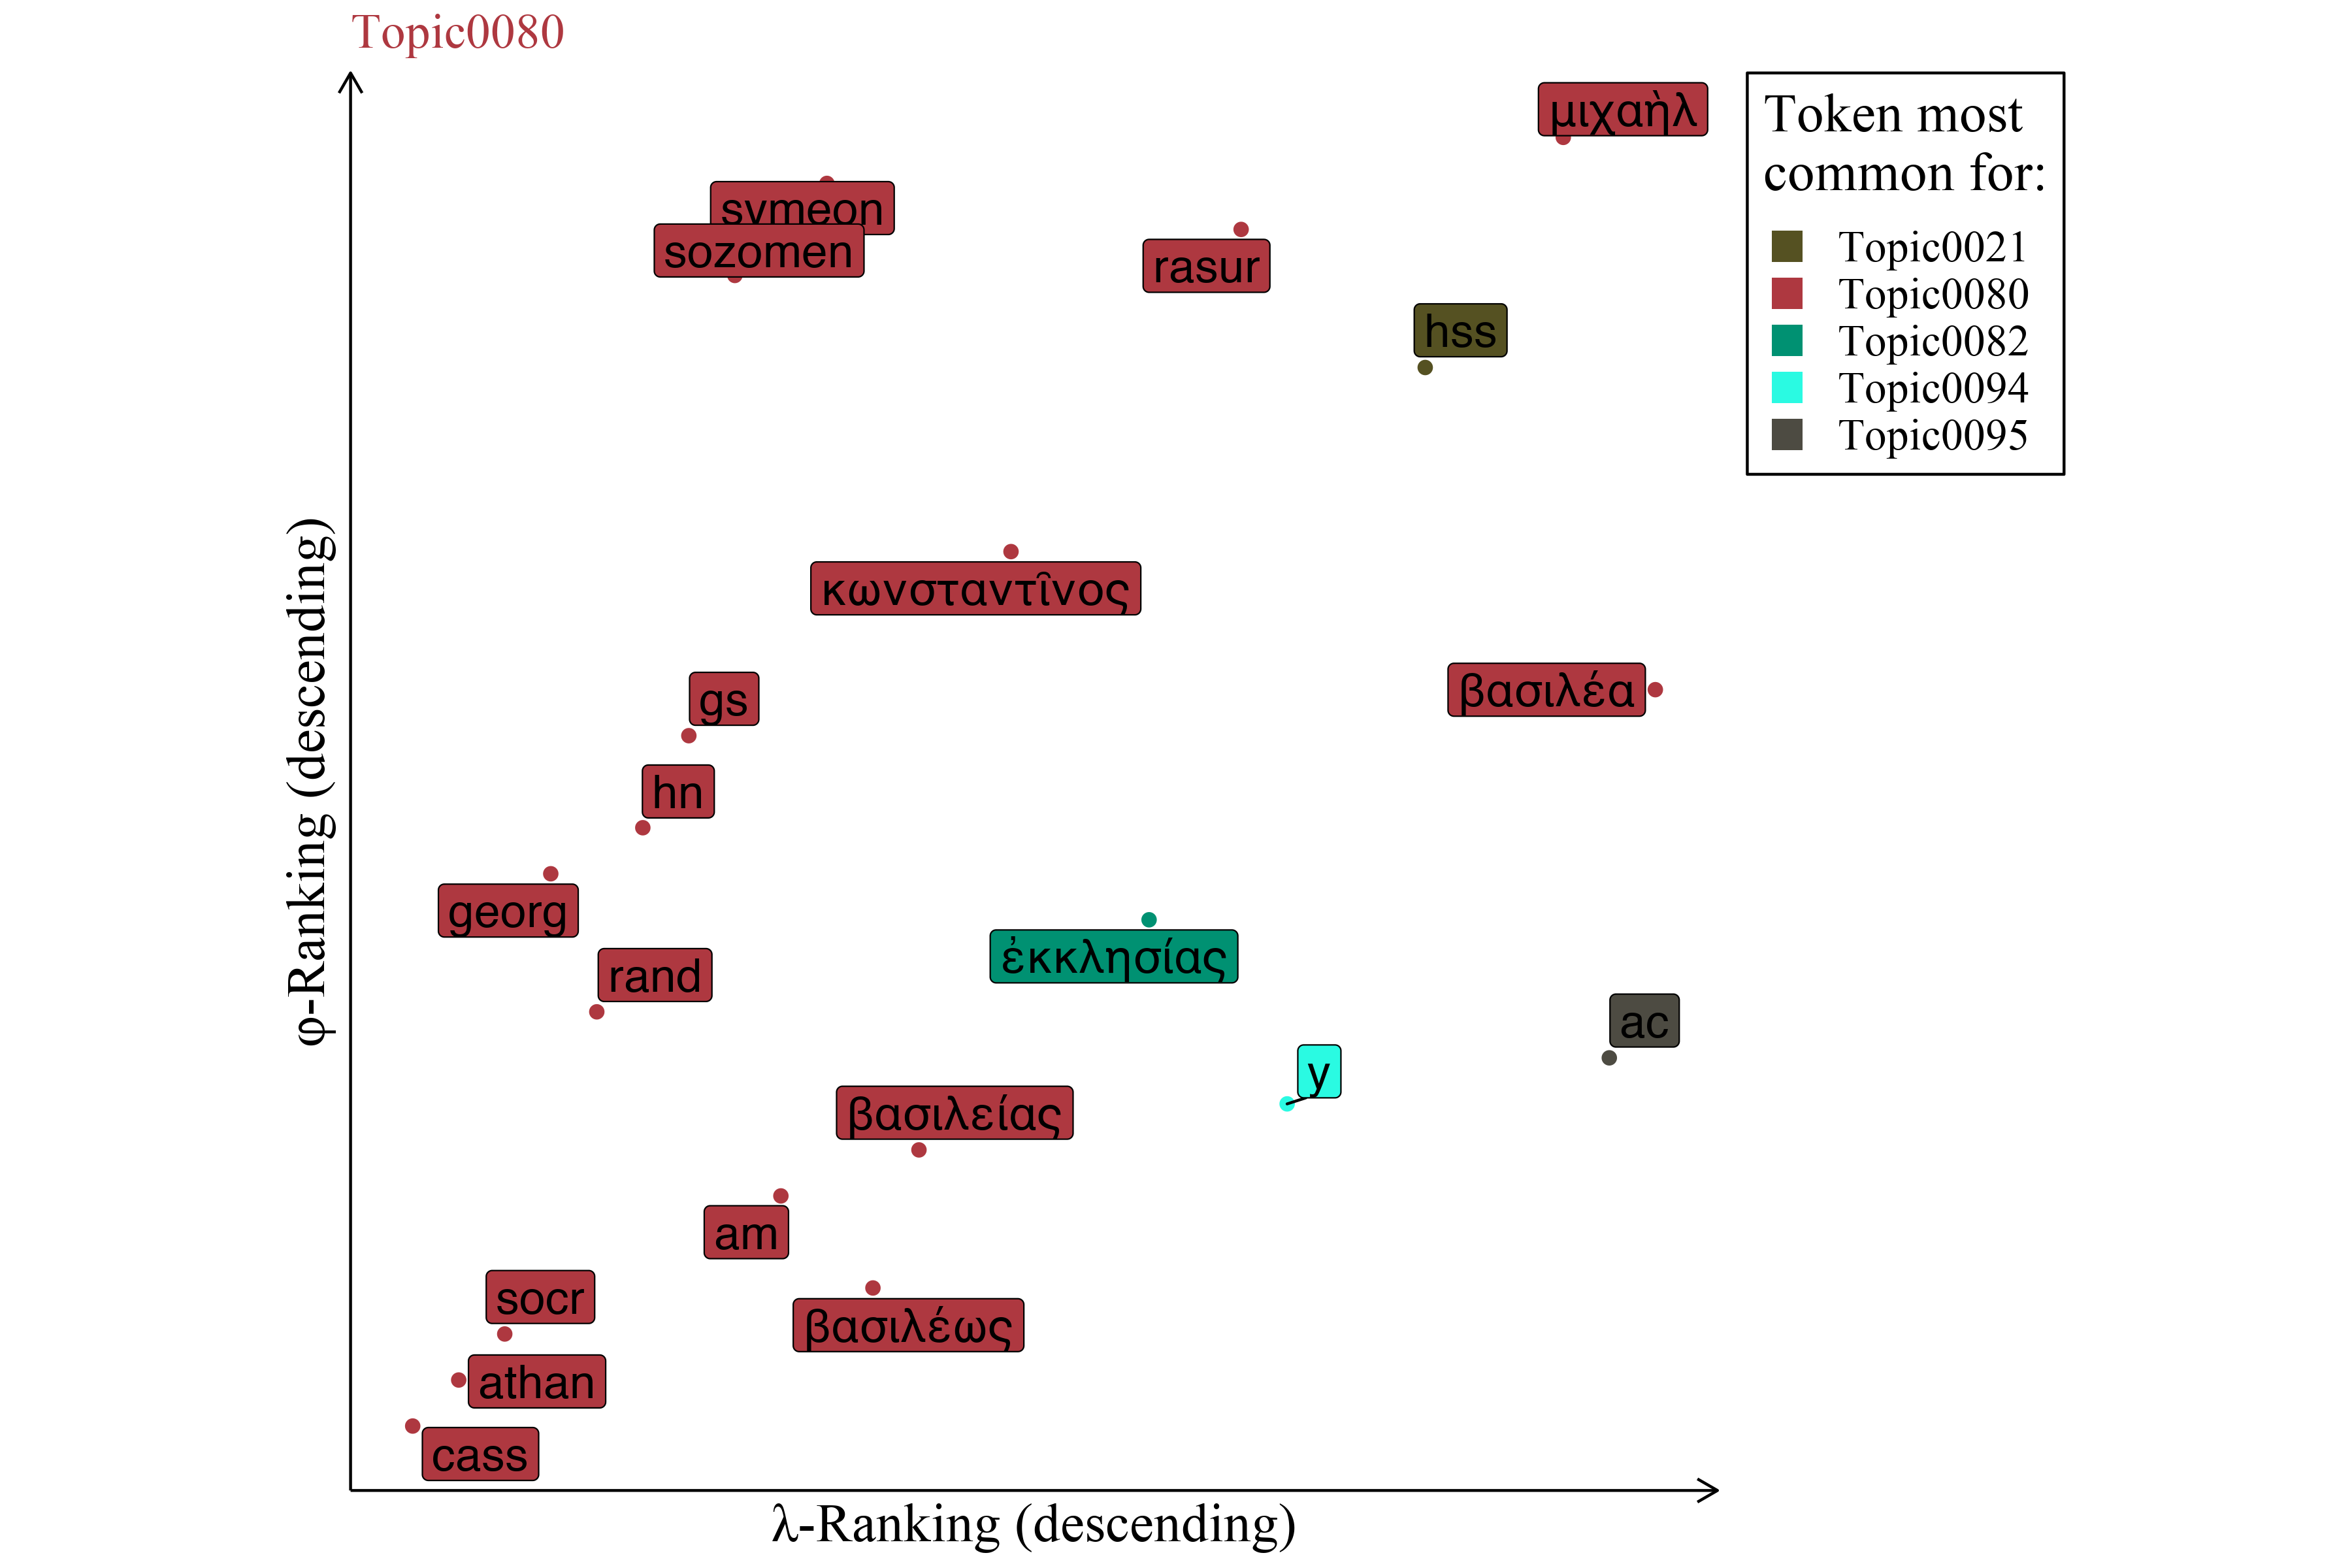 Topic0080
μιχαὴλ
symeon
sozomen
rasur
hss
κωνσταντῖνος
βασιλέα
gs
hn
georg
rand
ἐκκλησίας
ac
y
βασιλείας
am
socr
βασιλέως
athan
cass
φ-Ranking (descending)
λ-Ranking (descending)
Token most
common for:
Topic0021
Topic0080
Topic0082
Topic0094
Topic0095